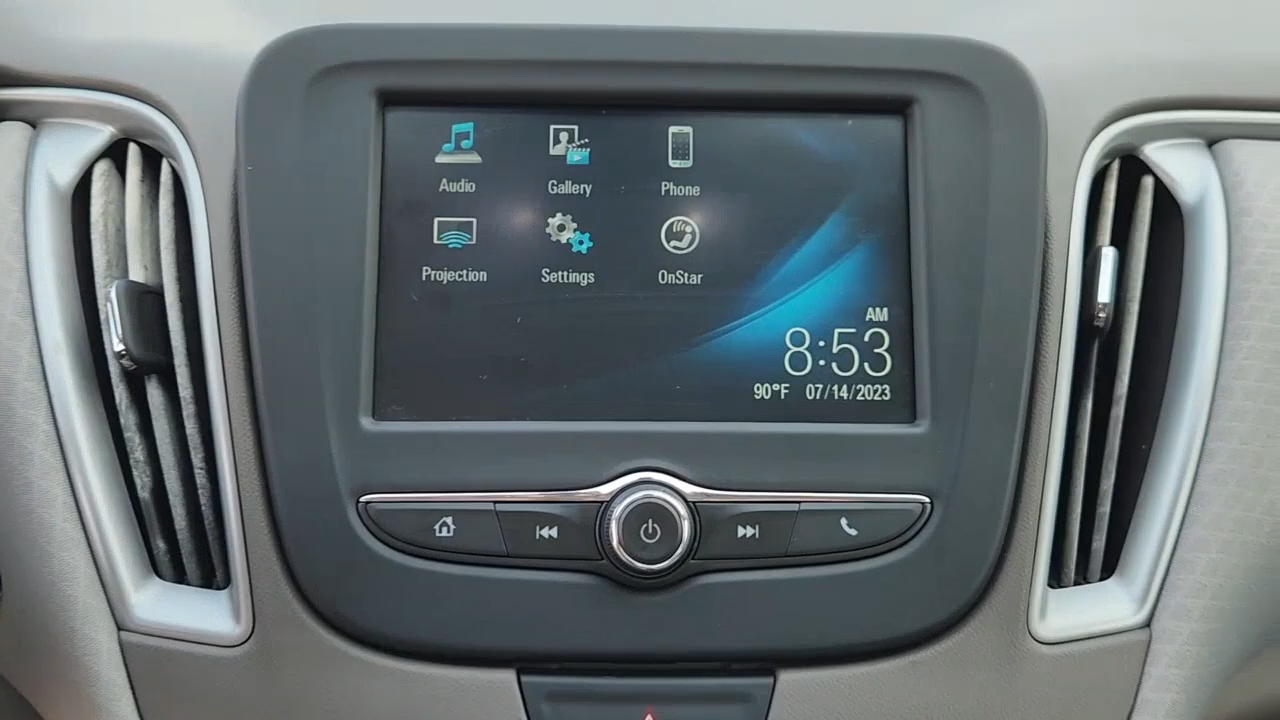 Audio Gallery Phone
Projection Settings OnStar
AM
8:53
90°F 07/14/2023